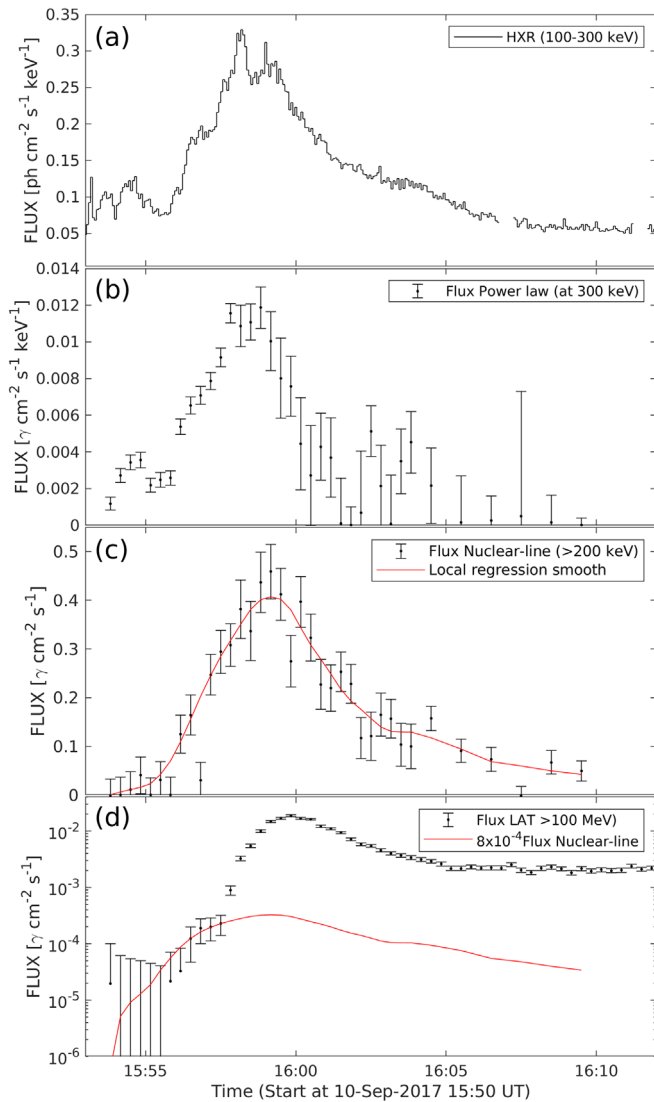 (a)
HXR (100-300 keV)
FLUX [ph cm⁻² s⁻¹ keV⁻¹]
0.35
0.3
0.25
0.2
0.15
0.1
0.05
(b)
Flux Power law (at 300 keV)
FLUX [γ cm⁻² s⁻¹ keV⁻¹]
0.014
0.012
0.01
0.008
0.006
0.004
0.002
0
(c)
Flux Nuclear-line (>200 keV)
Local regression smooth
FLUX [γ cm⁻² s⁻¹]
0.5
0.4
0.3
0.2
0.1
0
(d)
Flux LAT >100 MeV)
8x10⁻⁴Flux Nuclear-line
FLUX [γ cm⁻² s⁻¹]
10⁻²
10⁻³
10⁻⁴
10⁻⁵
10⁻⁶
15:55 16:00 16:05 16:10
Time (Start at 10-Sep-2017 15:50 UT)